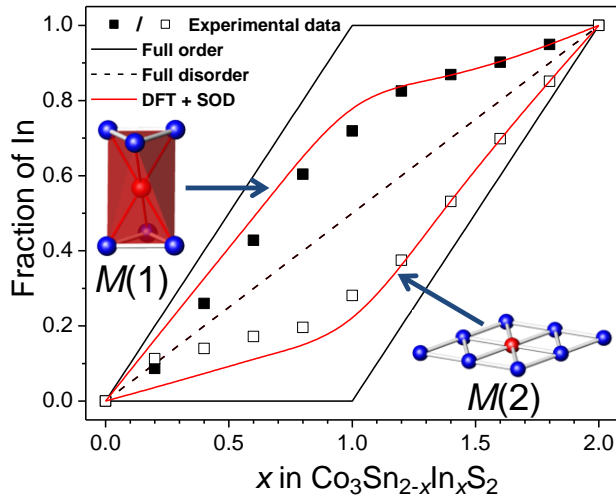 ■ / □ Experimental data
Full order
Full disorder
DFT + SOD
M(1)
M(2)
Fraction of In
1.0
0.8
0.6
0.4
0.2
0.0
0.0 0.5 1.0 1.5 2.0
x in Co₃Sn₂₋ₓInₓS₂